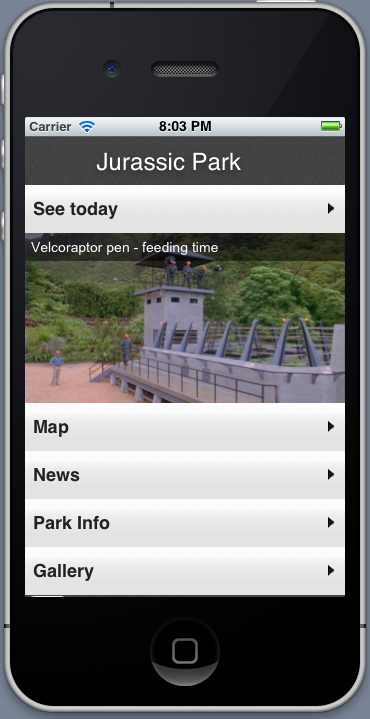 Carrier 8:03 PM
Jurassic Park
See today
Velcoraptor pen - feeding time
Map
News
Park Info
Gallery